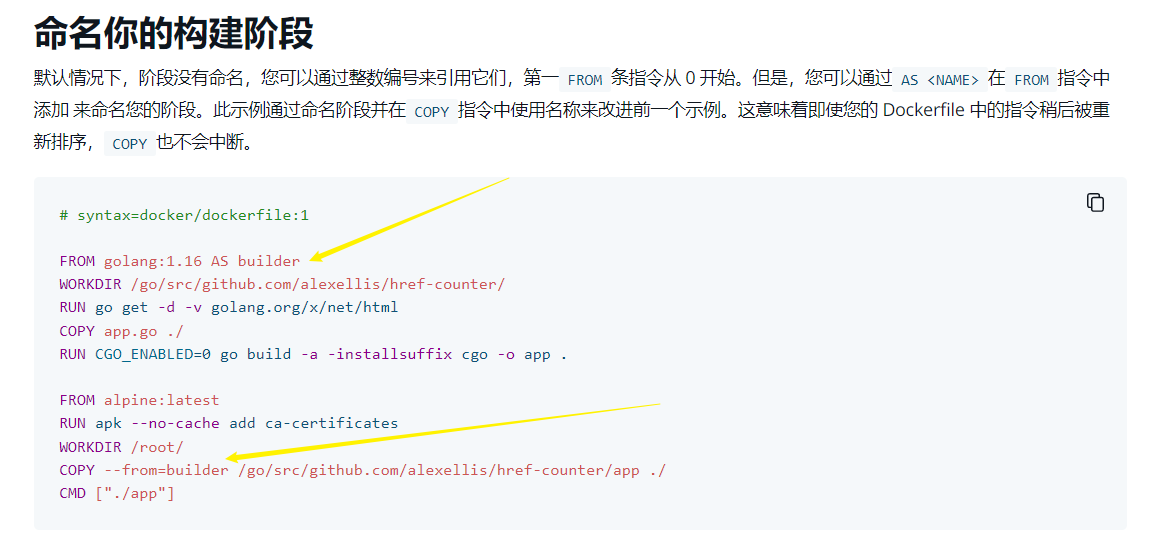 命名你的构建阶段
默认情况下，阶段没有命名，您可以通过整数编号来引用它们，第一 FROM 条指令从 0 开始。但是，您可以通过 AS <NAME> 在 FROM 指令中
添加 来命名您的阶段。此示例通过命名阶段并在 COPY 指令中使用名称来改进前一个示例。这意味着即使您的 Dockerfile 中的指令稍后被重
新排序， COPY 也不会中断。
# syntax=docker/dockerfile:1
FROM golang:1.16 AS builder
WORKDIR /go/src/github.com/alexellis/href-counter/
RUN go get -d -v golang.org/x/net/html
COPY app.go ./
RUN CGO_ENABLED=0 go build -a -installsuffix cgo -o app .
FROM alpine:latest
RUN apk --no-cache add ca-certificates
WORKDIR /root/
COPY --from=builder /go/src/github.com/alexellis/href-counter/app ./
CMD ["./app"]